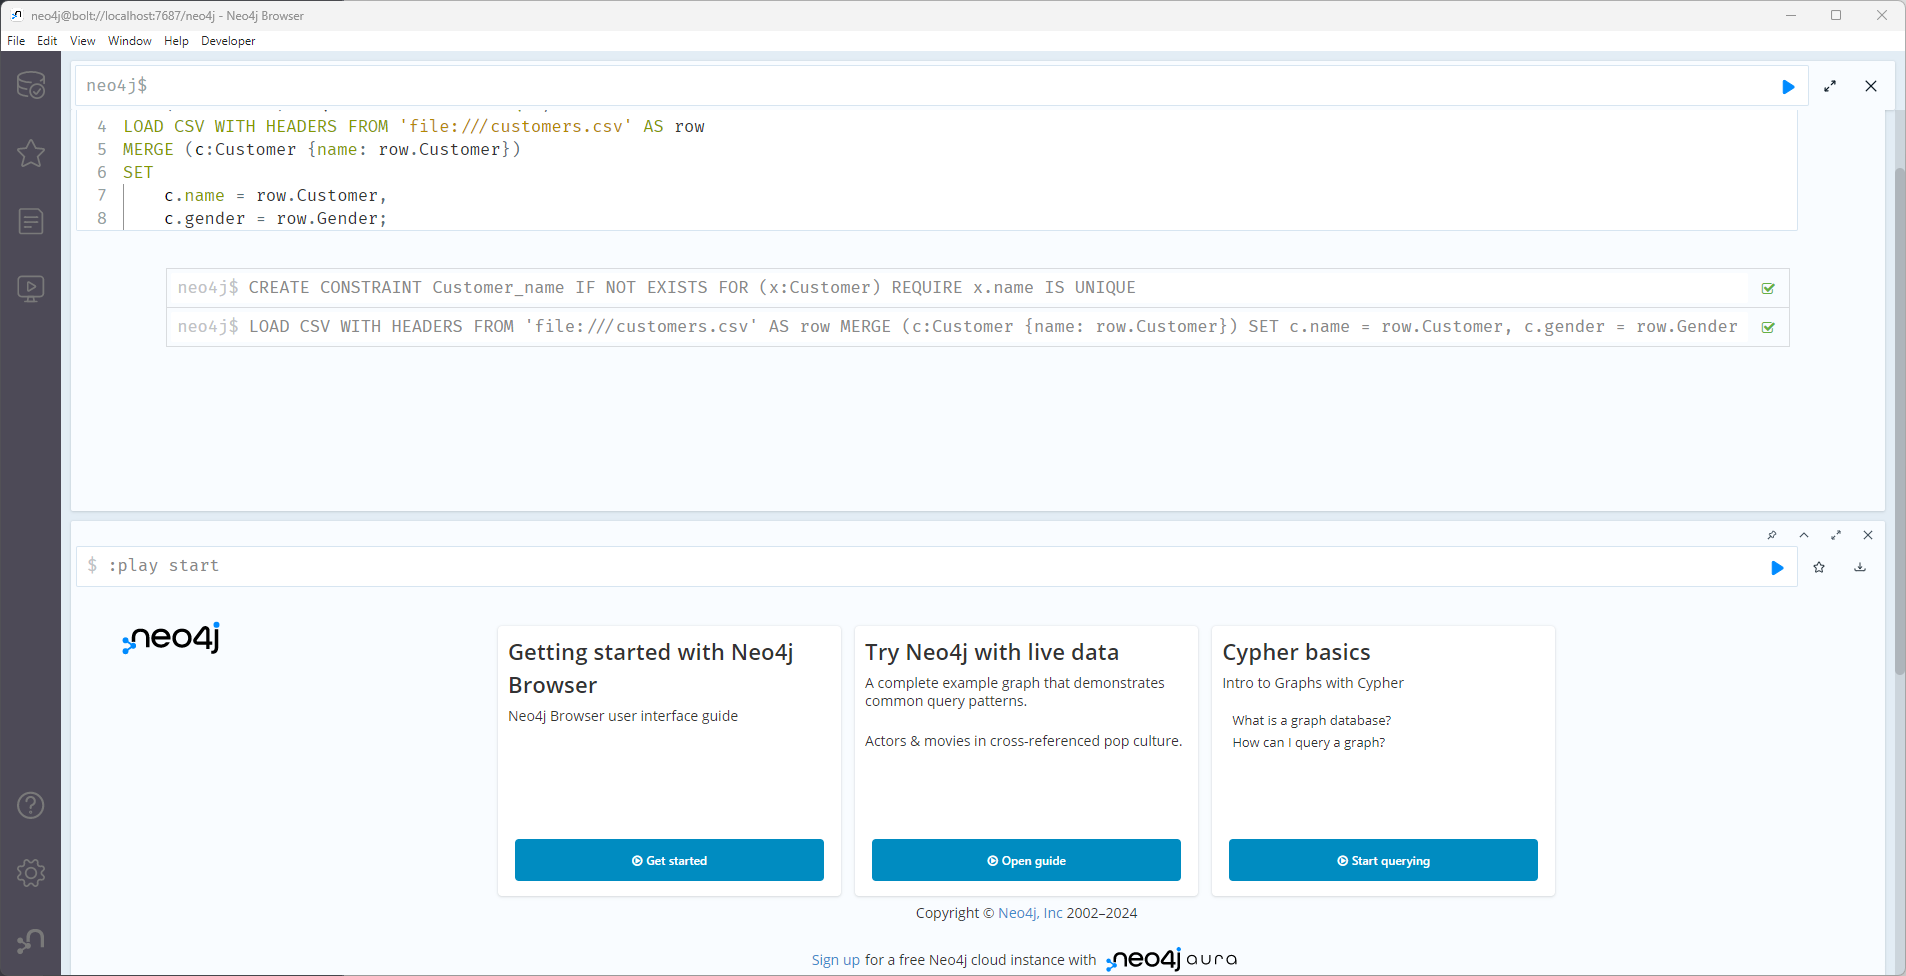 neo4j@bolt://localhost:7687/neo4j - Neo4j Browser
File Edit View Window Help Developer
neo4j$
4 LOAD CSV WITH HEADERS FROM 'file:///customers.csv' AS row
5 MERGE (c:Customer {name: row.Customer})
6 SET
7 c.name = row.Customer,
8 c.gender = row.Gender;
neo4j$ CREATE CONSTRAINT Customer_name IF NOT EXISTS FOR (x:Customer) REQUIRE x.name IS UNIQUE
neo4j$ LOAD CSV WITH HEADERS FROM 'file:///customers.csv' AS row MERGE (c:Customer {name: row.Customer}) SET c.name = row.Customer, c.gender = row.Gender
$ :play start
neo4j
Getting started with Neo4j
Browser
Neo4j Browser user interface guide
Get started
Try Neo4j with live data
A complete example graph that demonstrates
common query patterns.
Actors & movies in cross-referenced pop culture.
Open guide
Cypher basics
Intro to Graphs with Cypher
What is a graph database?
How can I query a graph?
Start querying
Copyright © Neo4j, Inc 2002–2024
Sign up for a free Neo4j cloud instance with neo4j aura